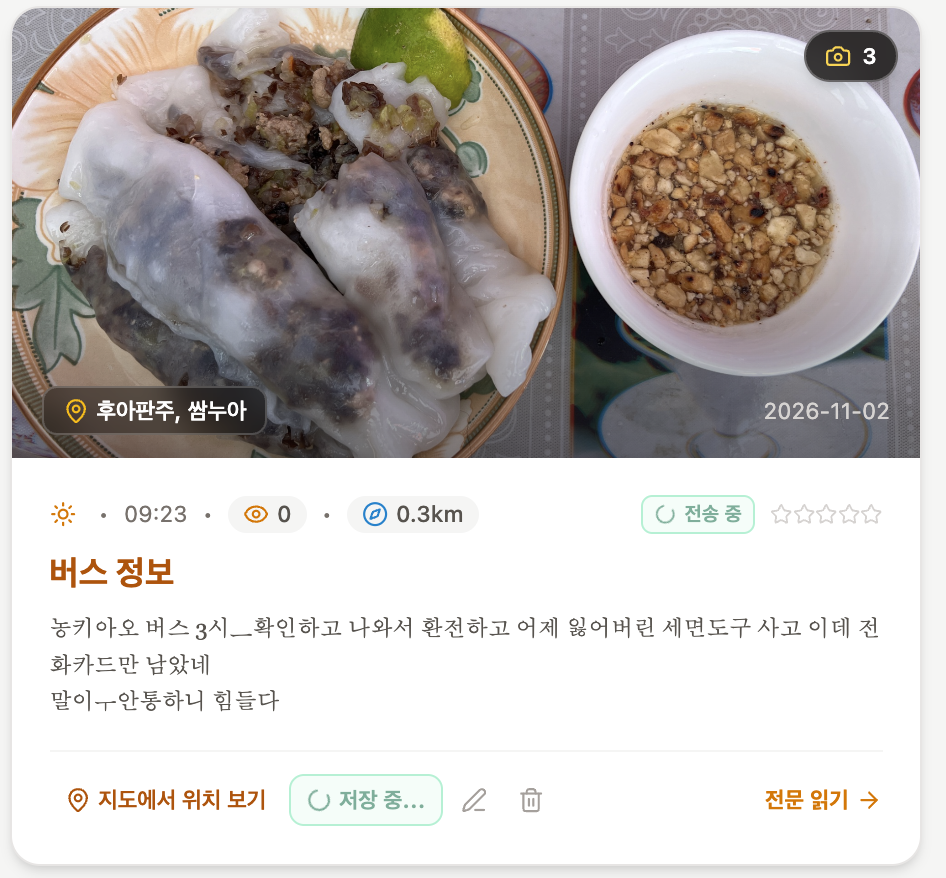 3
후아판주, 쌈누아
2026-11-02
• 09:23 • 0 • 0.3km
전송 중
버스 정보
농키아오 버스 3시__확인하고 나와서 환전하고 어제 잃어버린 세면도구 사고 이데 전
화카드만 남았네
말이ㅜ안통하니 힘들다
지도에서 위치 보기
저장 중...
전문 읽기 →